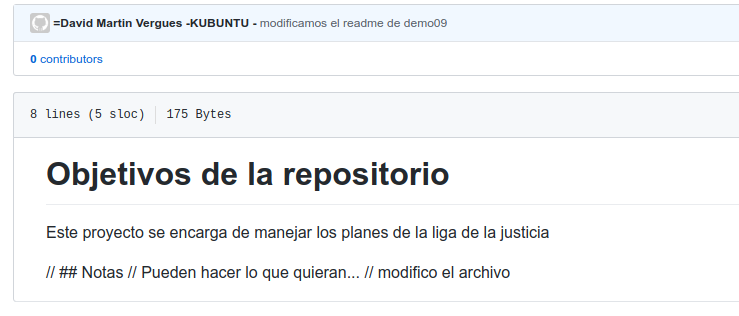 =David Martin Vergues -KUBUNTU - modificamos el readme de demo09
0 contributors
8 lines (5 sloc) 175 Bytes
Objetivos de la repositorio
Este proyecto se encarga de manejar los planes de la liga de la justicia
// ## Notas // Pueden hacer lo que quieran... // modifico el archivo